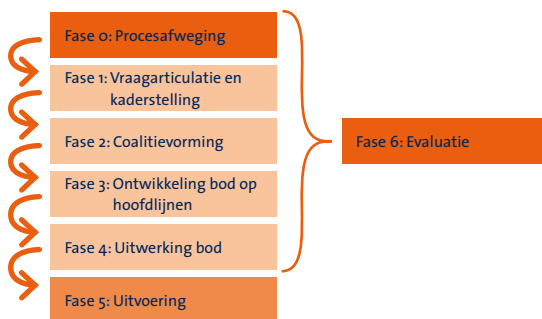 Fase 0: Procesafweging
Fase 1: Vraagarticulatie en
kaderstelling
Fase 2: Coalitievorming
Fase 3: Ontwikkeling bod op
hoofdlijnen
Fase 4: Uitwerking bod
Fase 5: Uitvoering
Fase 6: Evaluatie